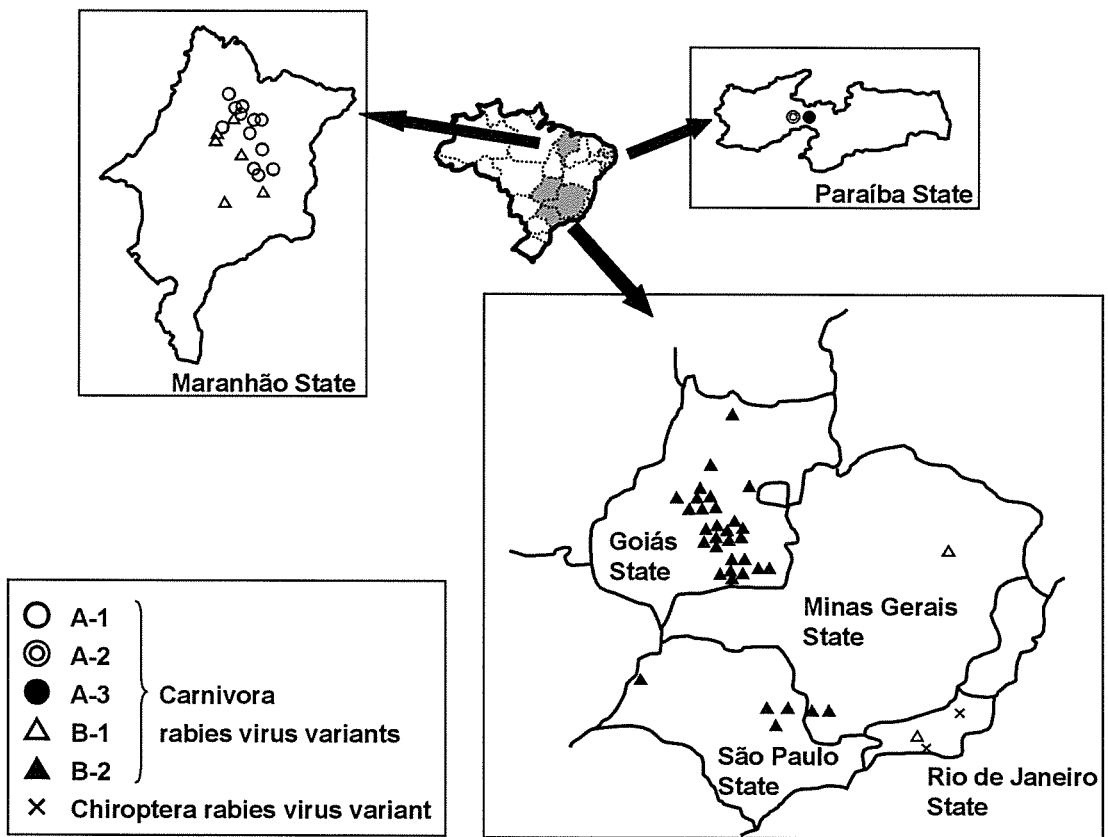 Maranhão State
Paraíba State
Goiás
State
Minas Gerais
State
São Paulo
State
Rio de Janeiro
State
A-1
A-2
A-3
B-1
B-2
Carnivora
rabies virus variants
Chiroptera rabies virus variant